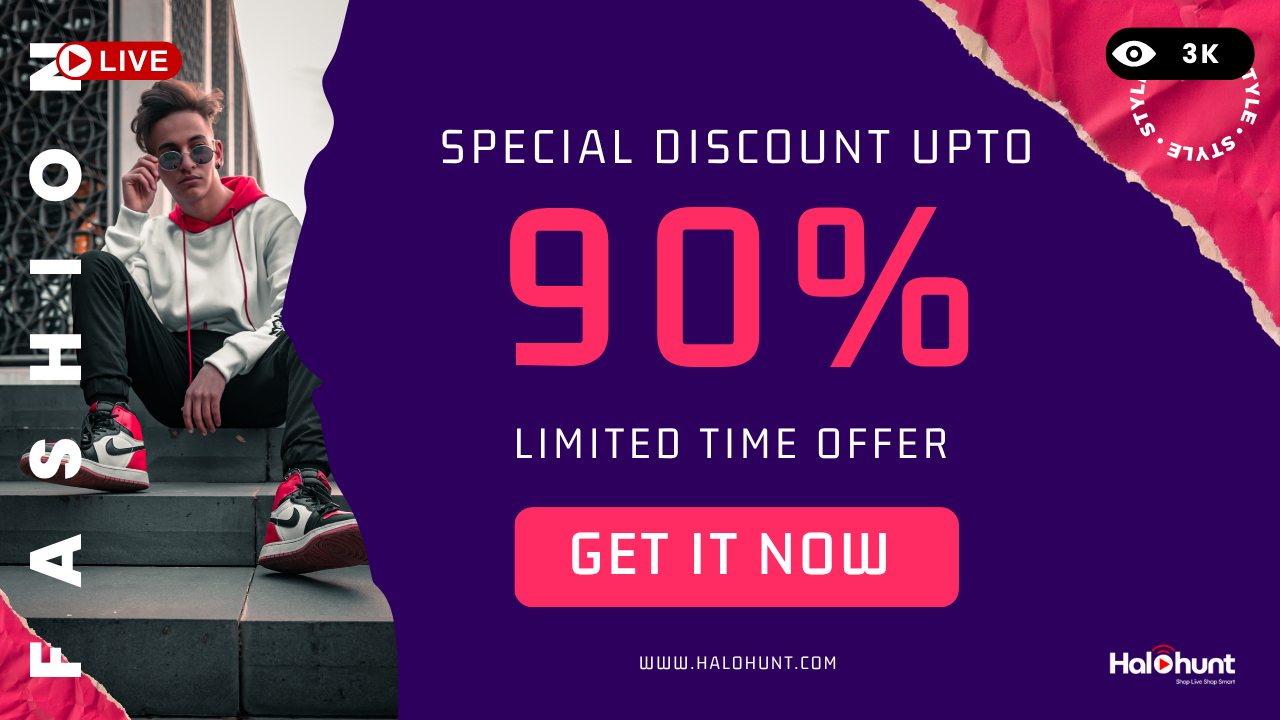 FASHION
LIVE
3K
STYLE • STYLE • STYLE
SPECIAL DISCOUNT UPTO
90%
LIMITED TIME OFFER
GET IT NOW
WWW.HALOHUNT.COM
Halohunt
Shop Live Shop Smart